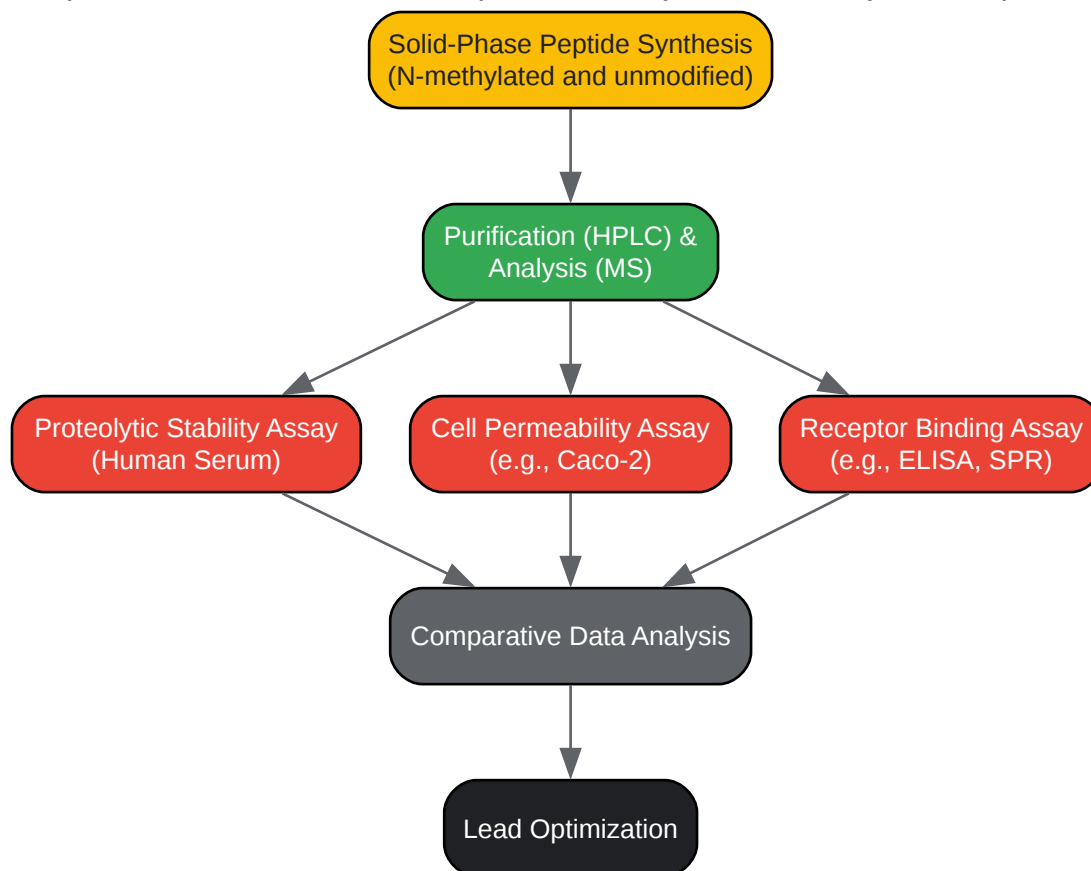 Solid-Phase Peptide Synthesis
(N-methylated and unmodified)
Purification (HPLC) &
Analysis (MS)
Proteolytic Stability Assay
(Human Serum)
Cell Permeability Assay
(e.g., Caco-2)
Receptor Binding Assay
(e.g., ELISA, SPR)
Comparative Data Analysis
Lead Optimization